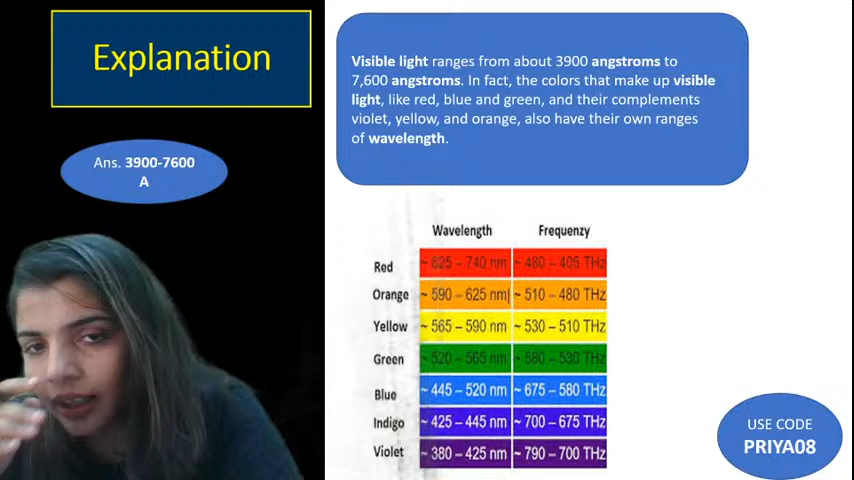 Explanation
Ans. 3900-7600
A
Visible light ranges from about 3900 angstroms to
7,600 angstroms. In fact, the colors that make up visible
light, like red, blue and green, and their complements
violet, yellow, and orange, also have their own ranges
of wavelength.
Wavelength Frequenzy
Red ~ 625 – 740 nm ~ 480 – 405 THz
Orange ~ 590 – 625 nm ~ 510 – 480 THz
Yellow ~ 565 – 590 nm ~ 530 – 510 THz
Green ~ 520 – 565 nm ~ 580 – 530 THz
Blue ~ 445 – 520 nm ~ 675 – 580 THz
Indigo ~ 425 – 445 nm ~ 700 – 675 THz
Violet ~ 380 – 425 nm ~ 790 – 700 THz
USE CODE
PRIYA08